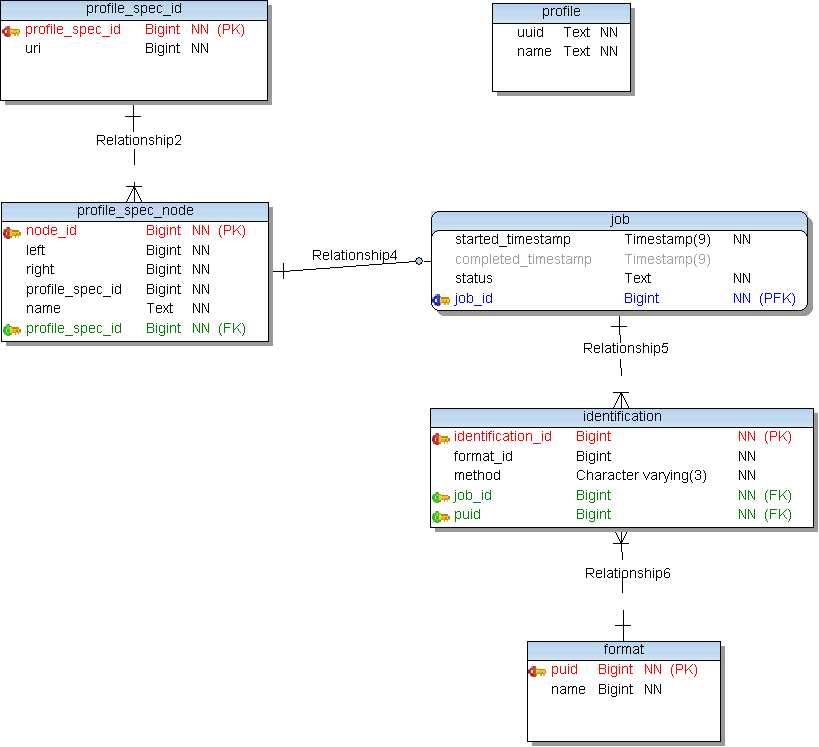 profile_spec_id
profile_spec_id Bigint NN (PK)
uri Bigint NN
profile
uuid Text NN
name Text NN
Relationship2
profile_spec_node
node_id Bigint NN (PK)
left Bigint NN
right Bigint NN
profile_spec_id Bigint NN
name Text NN
profile_spec_id Bigint NN (FK)
Relationship4
job
started_timestamp Timestamp(9) NN
completed_timestamp Timestamp(9)
status Text NN
job_id Bigint NN (PFK)
Relationship5
identification
identification_id Bigint NN (PK)
format_id Bigint NN
method Character varying(3) NN
job_id Bigint NN (FK)
puid Bigint NN (FK)
Relationship6
format
puid Bigint NN (PK)
name Bigint NN